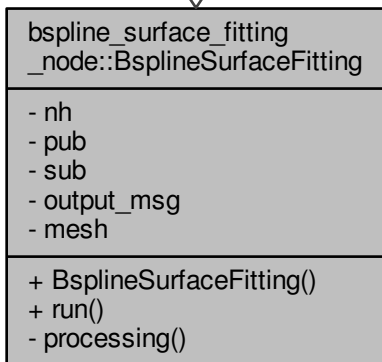 bspline_surface_fitting
_node::BsplineSurfaceFitting
- nh
- pub
- sub
- output_msg
- mesh
+ BsplineSurfaceFitting()
+ run()
- processing()